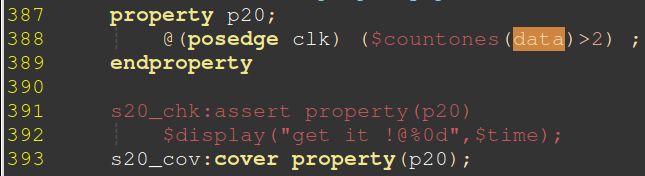 387 property p20;
388 @(posedge clk) ($countones(data)>2) ;
389 endproperty
390
391 s20_chk:assert property(p20)
392 $display("get it !@%0d",$time);
393 s20_cov:cover property(p20);